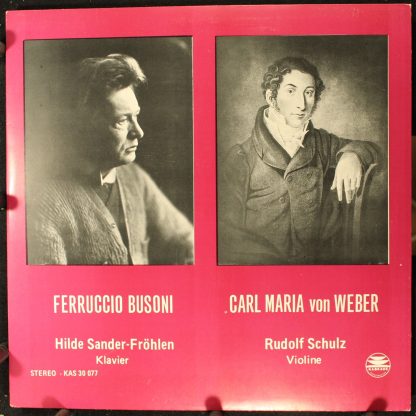 FERRUCCIO BUSONI
CARL MARIA von WEBER
Hilde Sander-Fröhlen
Klavier
Rudolf Schulz
Violine
STEREO - KAS 30 077